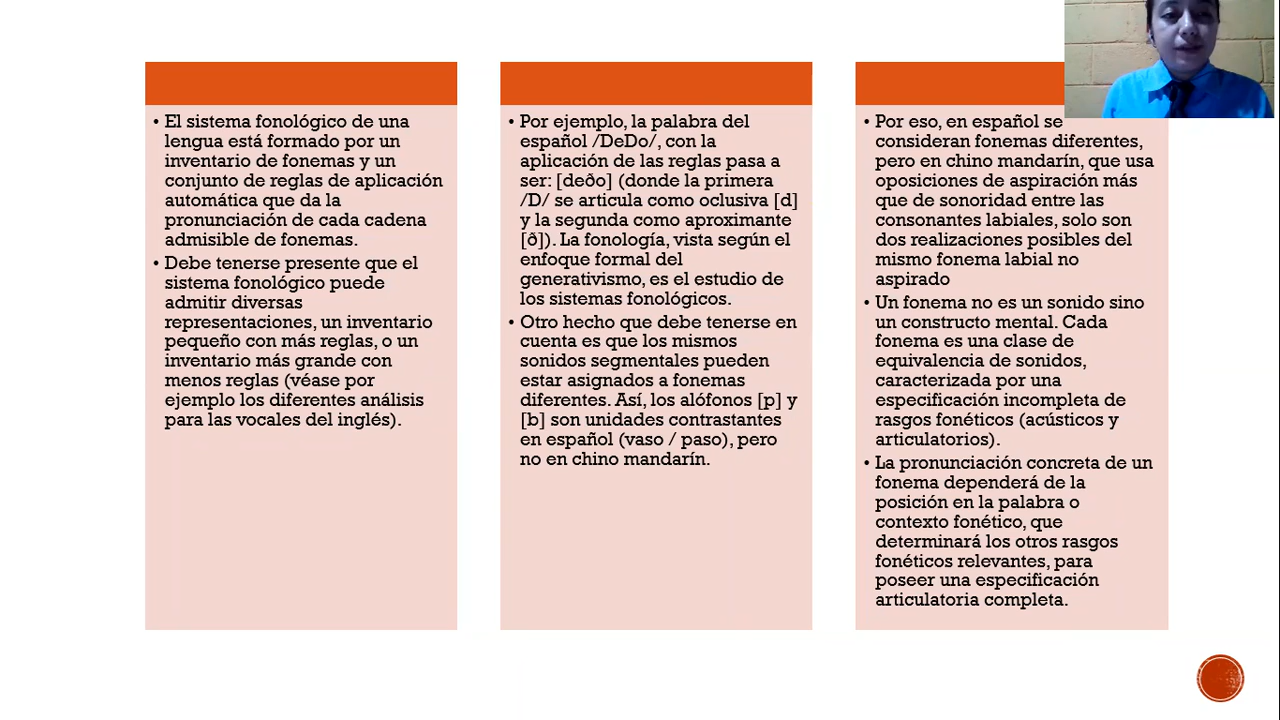 • El sistema fonológico de una
lengua está formado por un
inventario de fonemas y un
conjunto de reglas de aplicación
automática que da la
pronunciación de cada cadena
admisible de fonemas.
• Debe tenerse presente que el
sistema fonológico puede
admitir diversas
representaciones, un inventario
pequeño con más reglas, o un
inventario más grande con
menos reglas (véase por
ejemplo los diferentes análisis
para las vocales del inglés).
• Por ejemplo, la palabra del
español /DeDo/, con la
aplicación de las reglas pasa a
ser: [deðo] (donde la primera
/D/ se articula como oclusiva [d]
y la segunda como aproximante
[ð]). La fonología, vista según el
enfoque formal del
generativismo, es el estudio de
los sistemas fonológicos.
• Otro hecho que debe tenerse en
cuenta es que los mismos
sonidos segmentales pueden
estar asignados a fonemas
diferentes. Así, los alófonos [p] y
[b] son unidades contrastantes
en español (vaso / paso), pero
no en chino mandarín.
• Por eso, en español se
consideran fonemas diferentes,
pero en chino mandarín, que usa
oposiciones de aspiración más
que de sonoridad entre las
consonantes labiales, solo son
dos realizaciones posibles del
mismo fonema labial no
aspirado
• Un fonema no es un sonido sino
un constructo mental. Cada
fonema es una clase de
equivalencia de sonidos,
caracterizada por una
especificación incompleta de
rasgos fonéticos (acústicos y
articulatorios).
• La pronunciación concreta de un
fonema dependerá de la
posición en la palabra o
contexto fonético, que
determinará los otros rasgos
fonéticos relevantes, para
poseer una especificación
articulatoria completa.